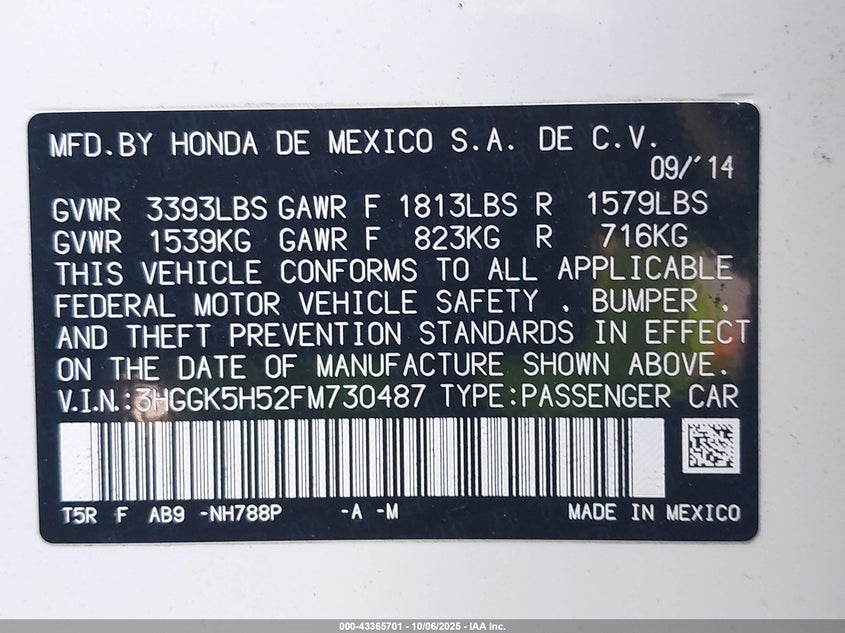 MFD.BY HONDA DE MEXICO S.A. DE C.V.
09/'14
GVWR 3393LBS GAWR F 1813LBS R 1579LBS
GVWR 1539KG GAWR F 823KG R 716KG
THIS VEHICLE CONFORMS TO ALL APPLICABLE
FEDERAL MOTOR VEHICLE SAFETY , BUMPER ,
AND THEFT PREVENTION STANDARDS IN EFFECT
ON THE DATE OF MANUFACTURE SHOWN ABOVE.
V.I.N.:3HGGK5H52FM730487 TYPE:PASSENGER CAR
T5R F AB9 -NH788P -A -M MADE IN MEXICO
000-43365701 - 10/06/2025 - IAA Inc.